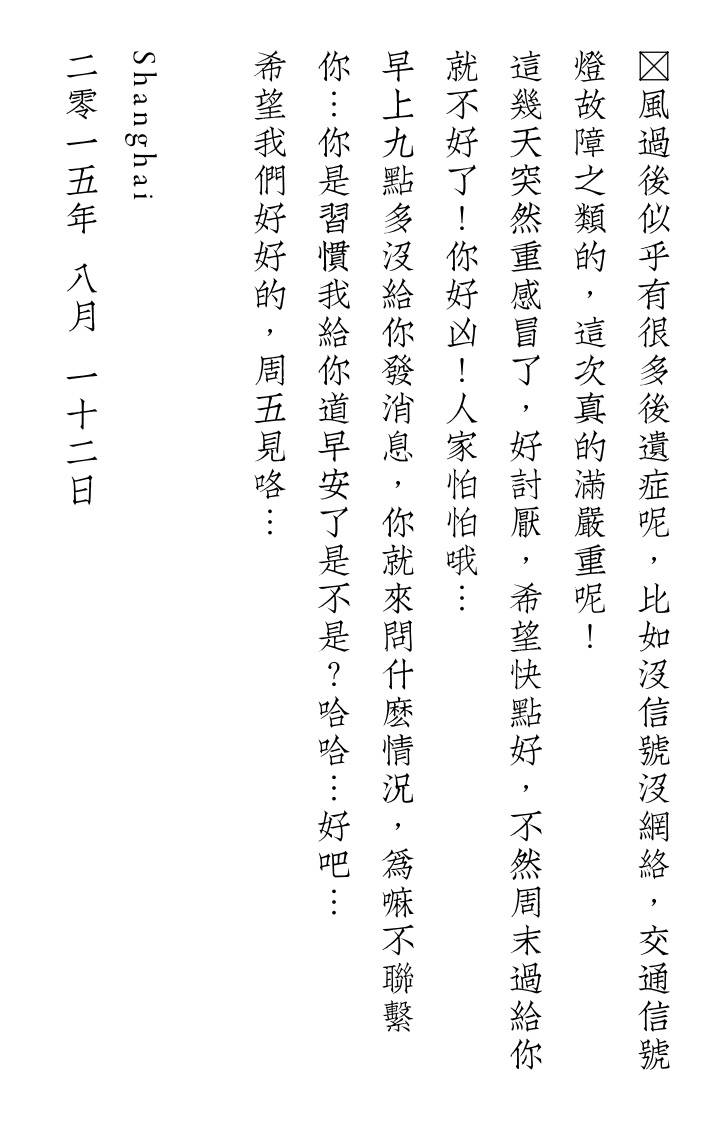 風過後似乎有很多後遺症呢，比如沒信號沒網絡，交通信號
燈故障之類的，這次真的滿嚴重呢！
這幾天突然重感冒了，好討厭，希望快點好，不然周末過給你
就不好了！你好凶！人家怕怕哦…
早上九點多沒給你發消息，你就來問什麼情況，爲嘛不聯繫
你…你是習慣我給你道早安了是不是？哈哈…好吧…
希望我們好好的，周五見咯…
Shanghai
二零一五年 八月 一十二日